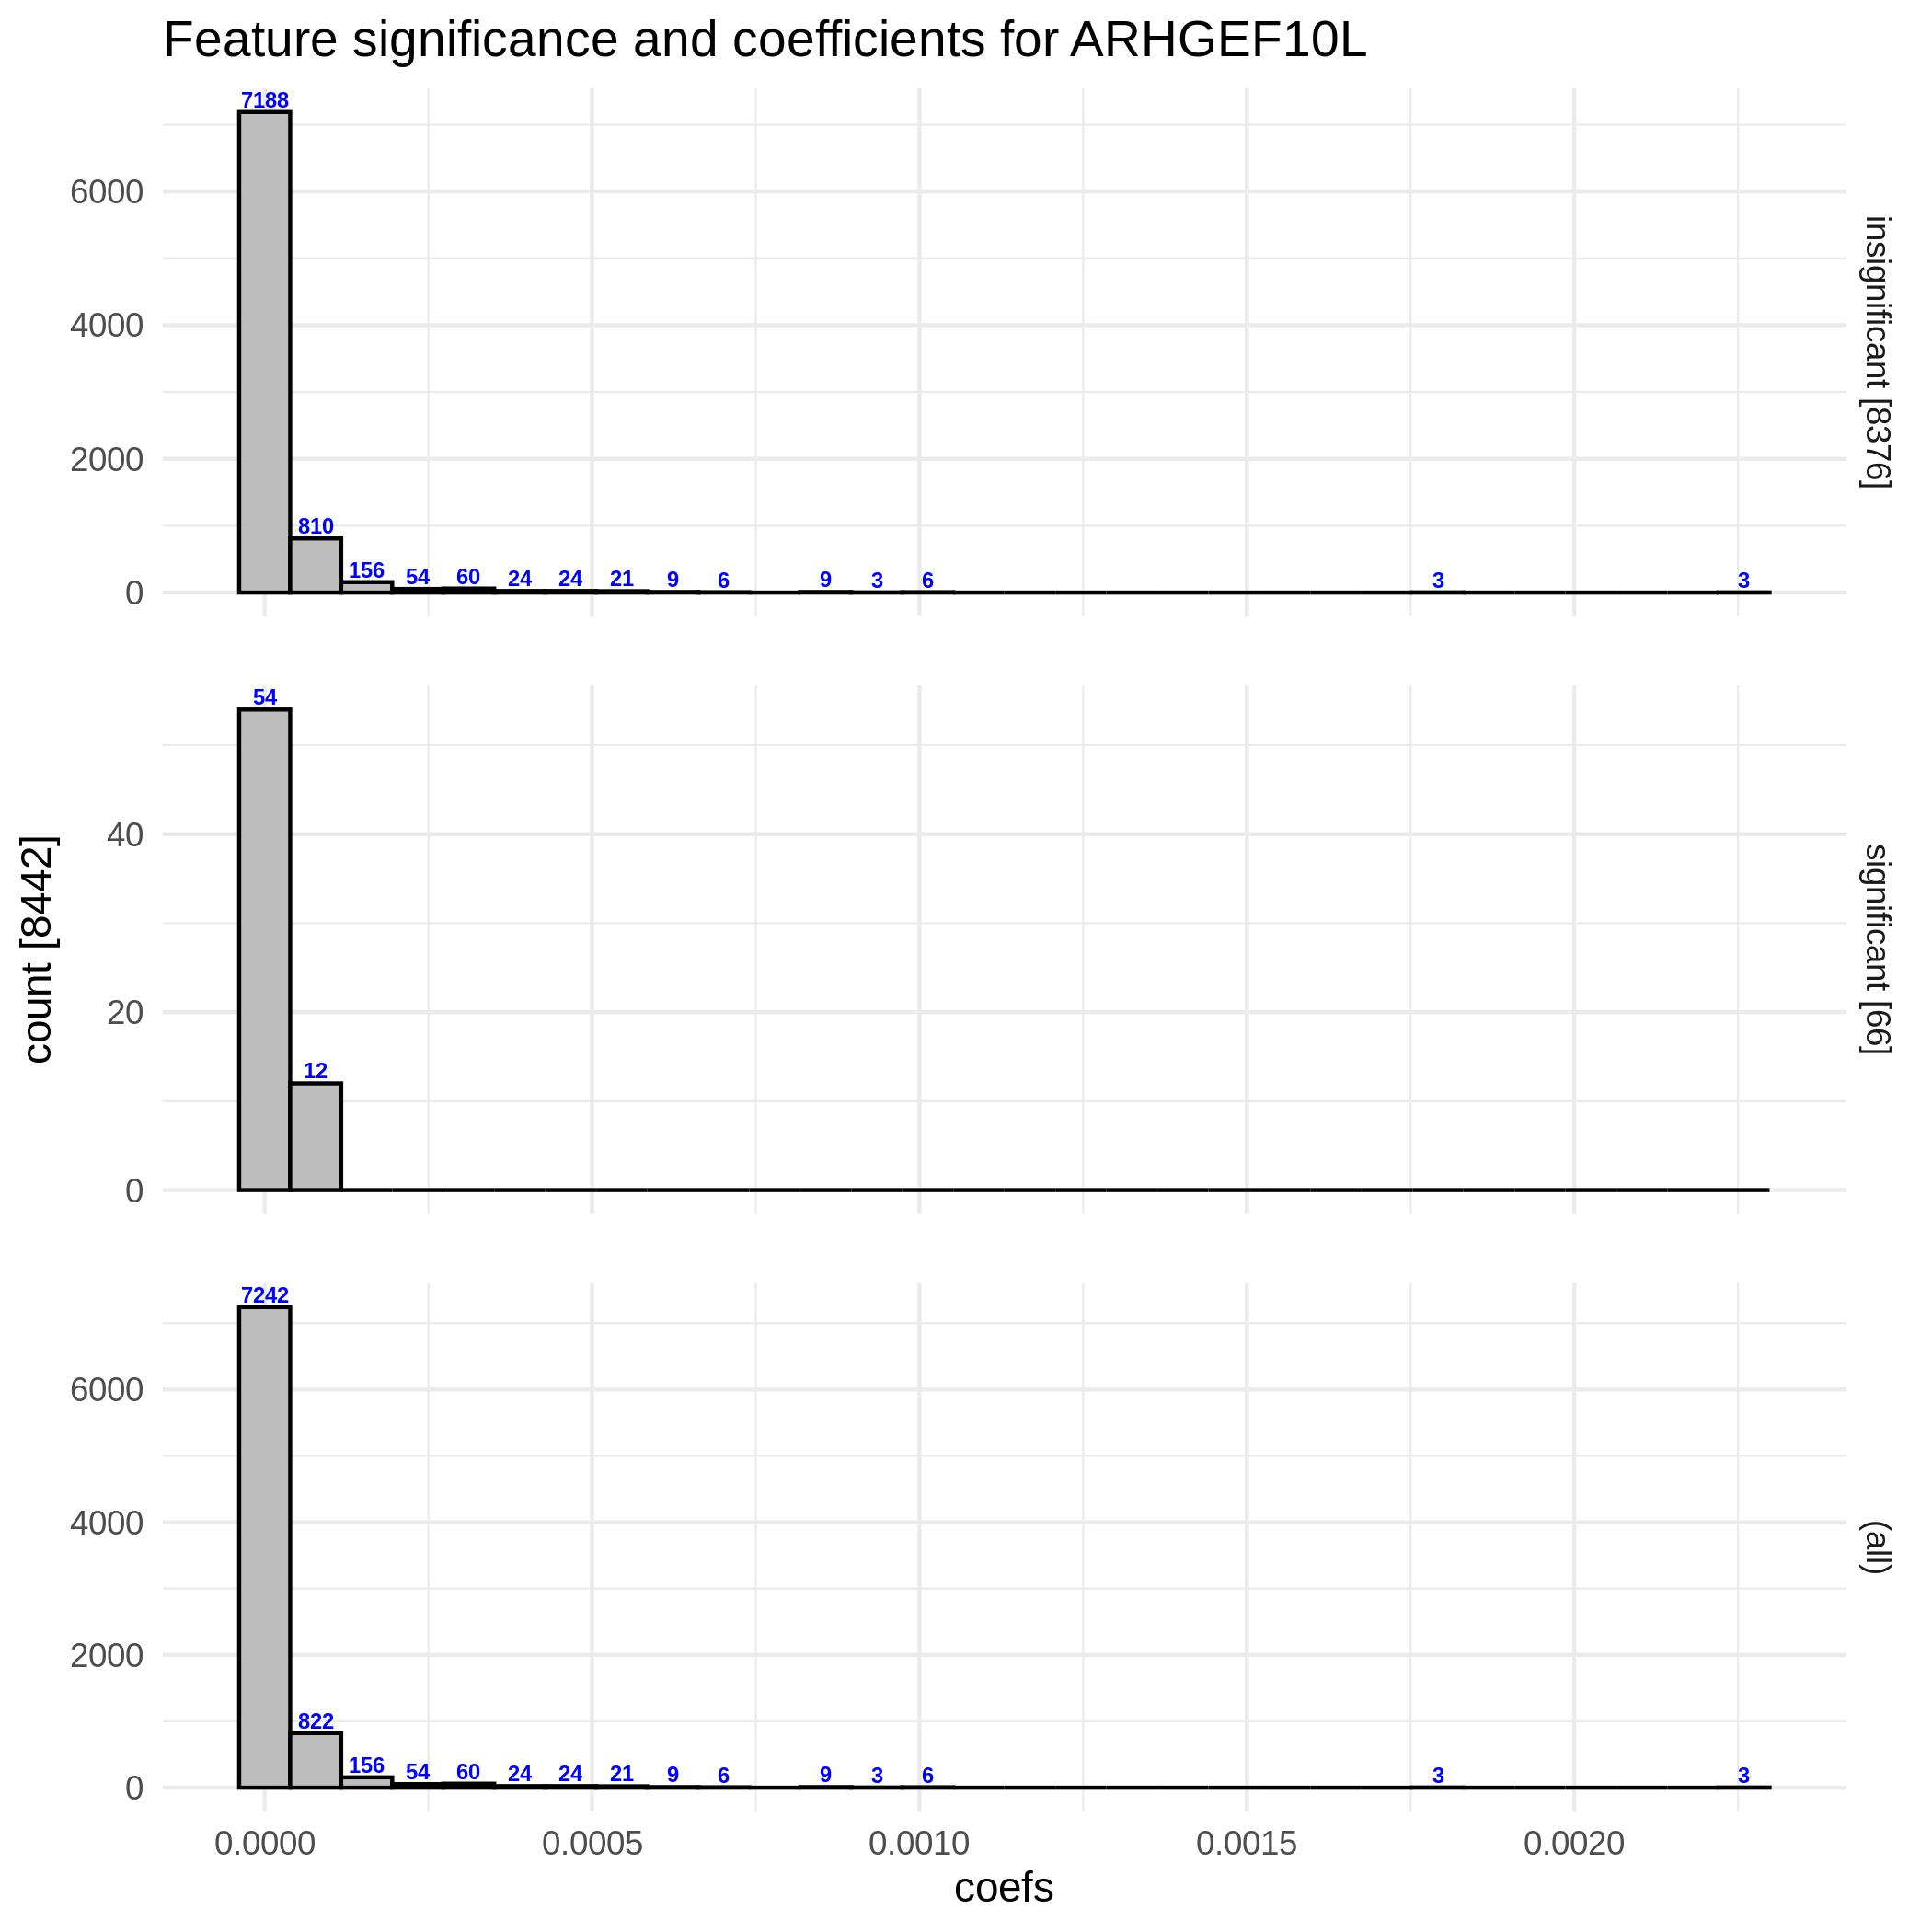 Feature significance and coefficients for ARHGEF10L
7188
6000
4000
2000
810
156 54 60 24 24 21 9 6 9 3 6 3 3
0
insignificant [8376]
54
40
20
12
0
significant [66]
count [8442]
7242
6000
4000
2000
822
156 54 60 24 24 21 9 6 9 3 6 3 3
0
(all)
0.0000 0.0005 0.0010 0.0015 0.0020
coefs